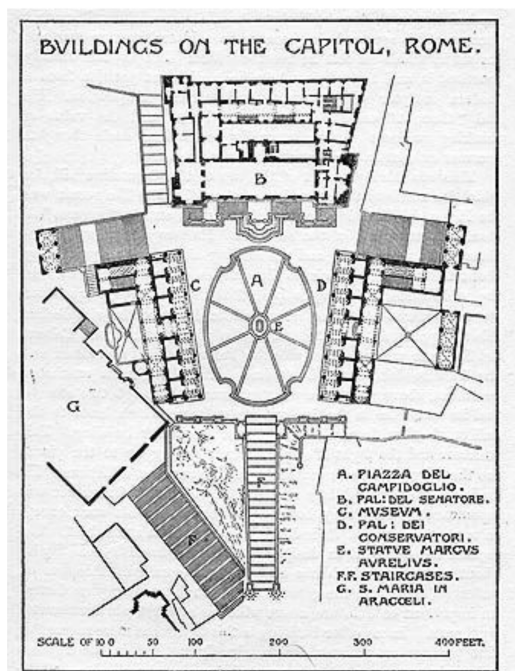 BVILDINGS ON THE CAPITOL, ROME.
B
B
A
C
D
E
G
F
F
A. PIAZZA DEL
CAMPIDOGLIO.
B. PAL: DEL SENATORE.
C. MVSEVM.
D. PAL: DEI
CONSERVATORI.
E. STATVE MARCVS
AVRELIVS.
F.F. STAIRCASES.
G. S. MARIA IN
ARACŒLI.
SCALE OF 10 0 50 100 200 300 400 FEET.